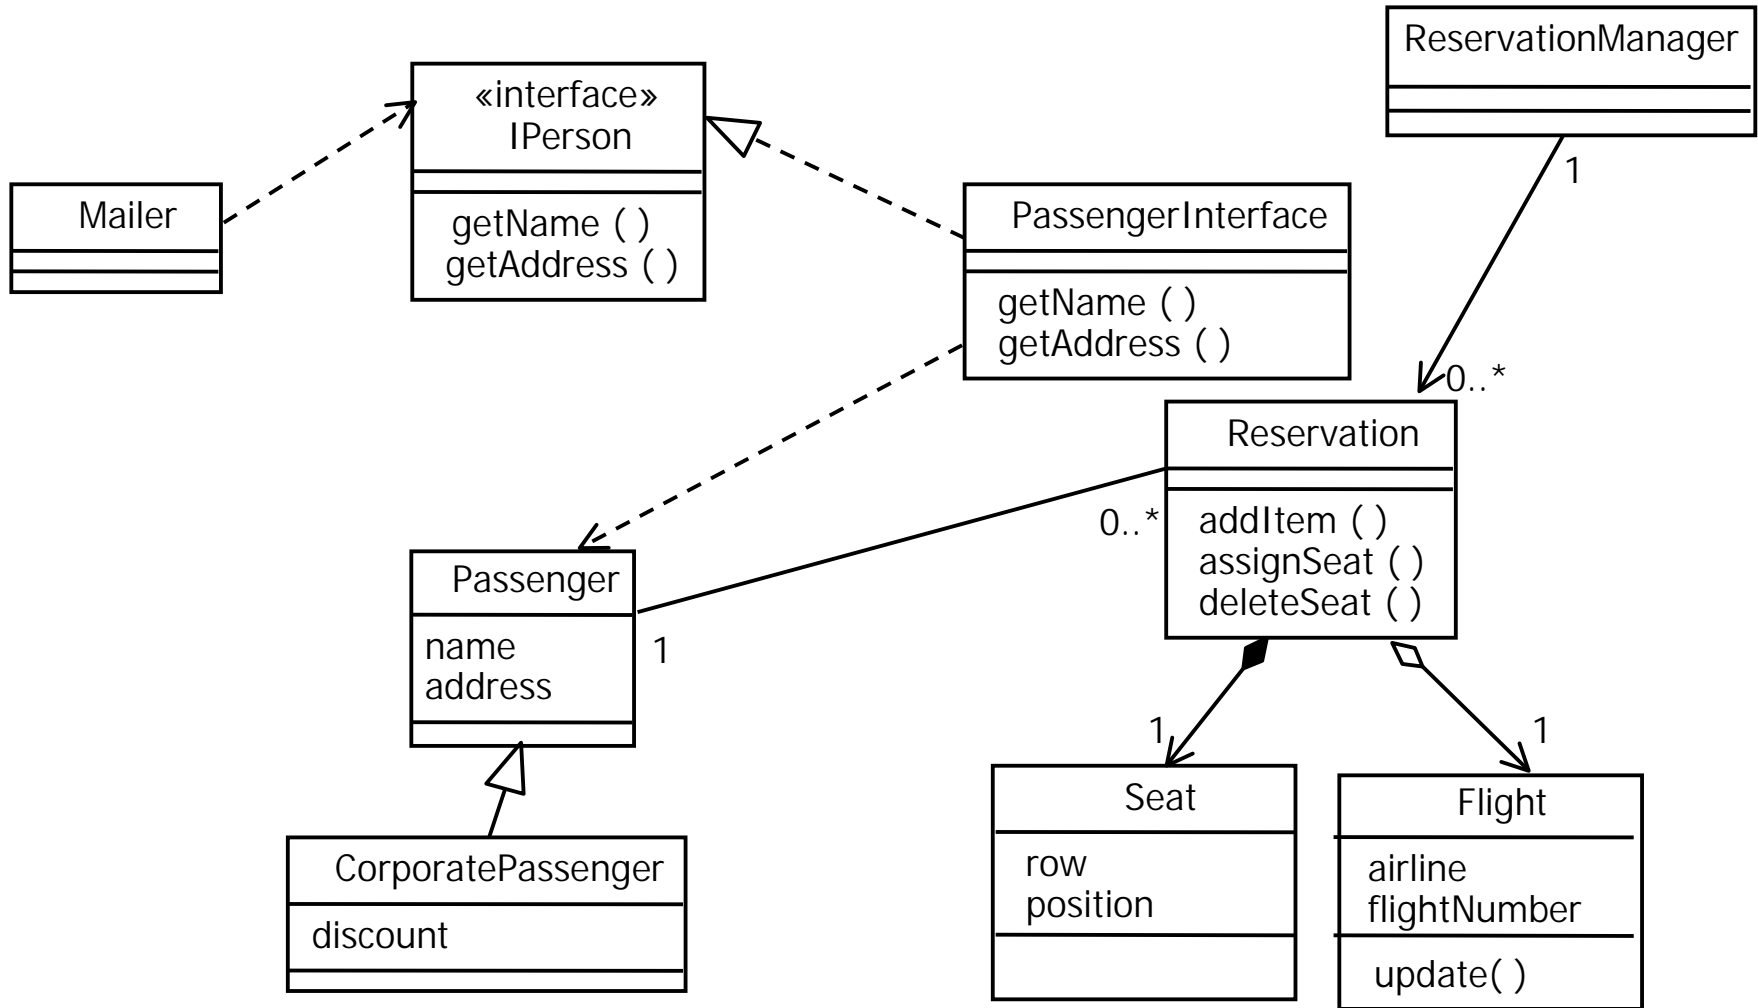 ReservationManager
1
0..*
«interface»
IPerson
getName ( )
getAddress ( )
Mailer
PassengerInterface
getName ( )
getAddress ( )
Reservation
addItem ( )
assignSeat ( )
deleteSeat ( )
0..*
1
Passenger
name
address
1
1
Seat
row
position
Flight
airline
flightNumber
update( )
CorporatePassenger
discount